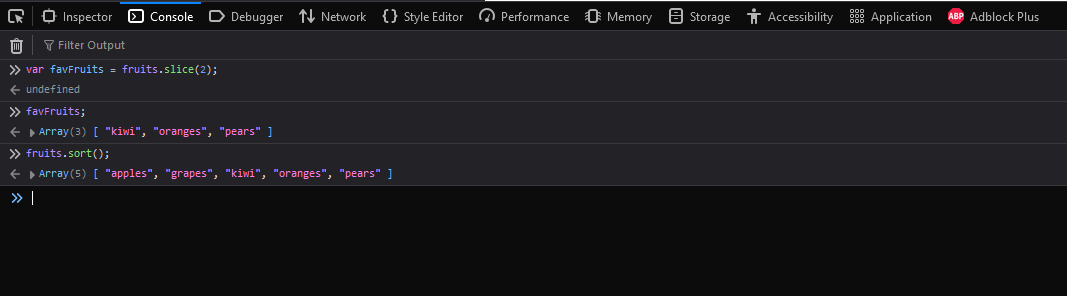 Inspector Console Debugger Network Style Editor Performance Memory Storage Accessibility Application ABP Adblock Plus
Filter Output
var favFruits = fruits.slice(2);
undefined
favFruits;
Array(3) [ "kiwi", "oranges", "pears" ]
fruits.sort();
Array(5) [ "apples", "grapes", "kiwi", "oranges", "pears" ]